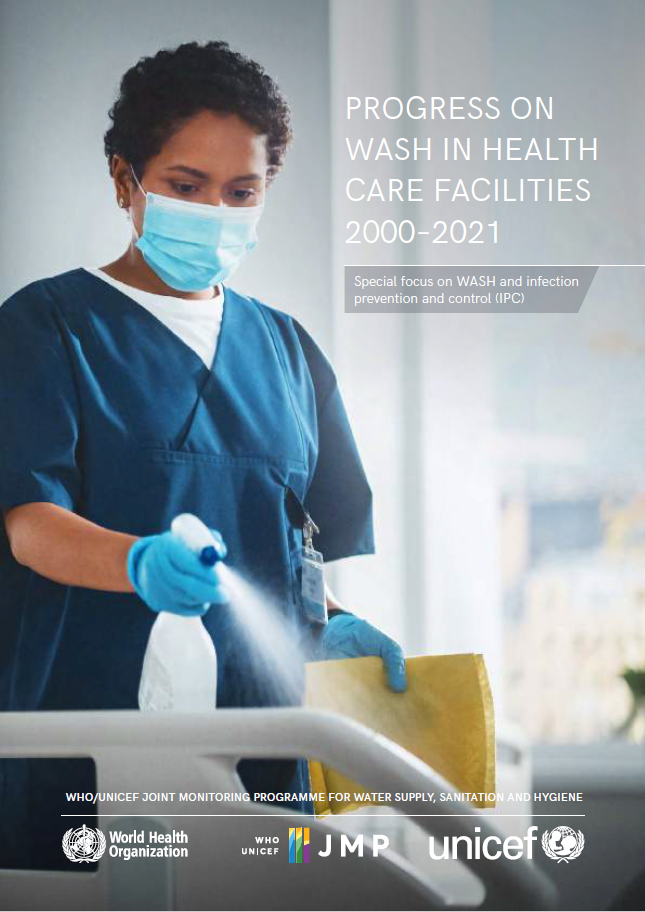 PROGRESS ON
WASH IN HEALTH
CARE FACILITIES
2000–2021
Special focus on WASH and infection
prevention and control (IPC)
WHO/UNICEF JOINT MONITORING PROGRAMME FOR WATER SUPPLY, SANITATION AND HYGIENE
World Health
Organization
WHO
UNICEF
JMP
unicef